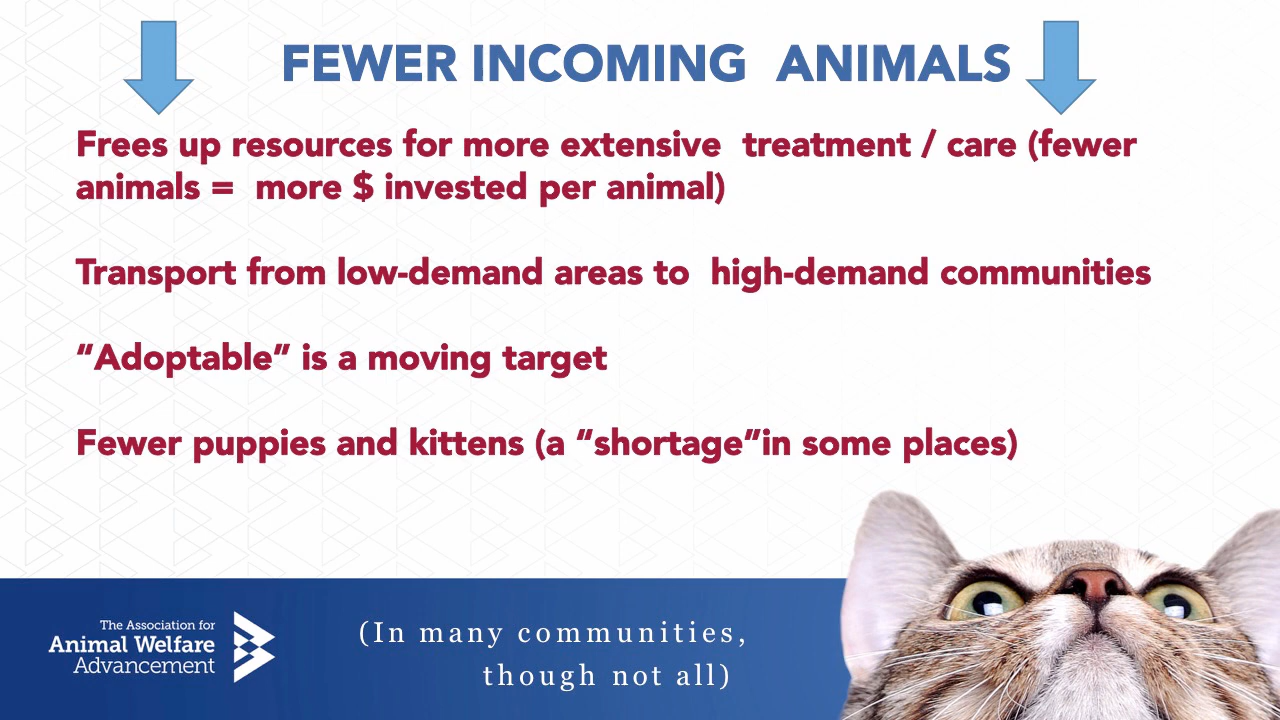 FEWER INCOMING  ANIMALS
Frees up resources for more extensive  treatment / care (fewer
animals =  more $ invested per animal)
Transport from low-demand areas to  high-demand communities
“Adoptable” is a moving target
Fewer puppies and kittens (a “shortage”in some places)
The Association for
Animal Welfare
Advancement
(In many communities,
though not all)